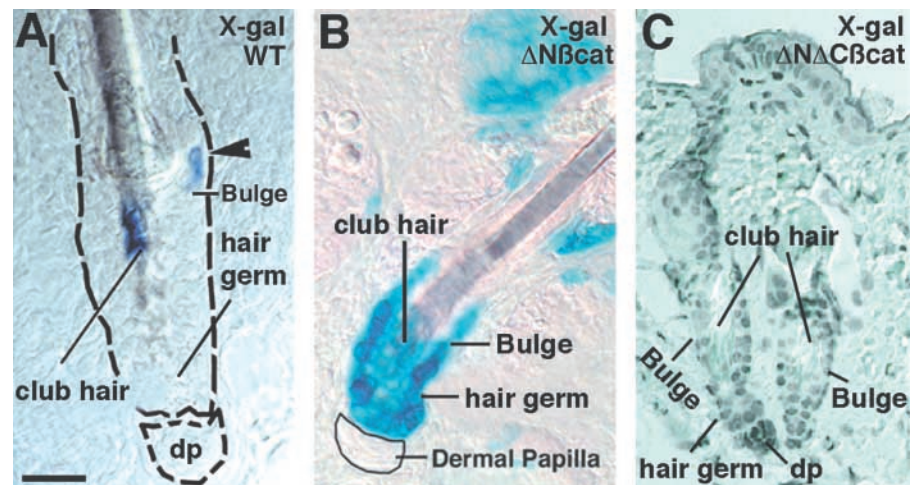 A
X-gal
WT
Bulge
hair
germ
club hair
dp
B
X-gal
ΔNßcat
club hair
Bulge
hair germ
Dermal Papilla
C
X-gal
ΔNΔCßcat
club hair
Bulge
Bulge
hair germ
dp